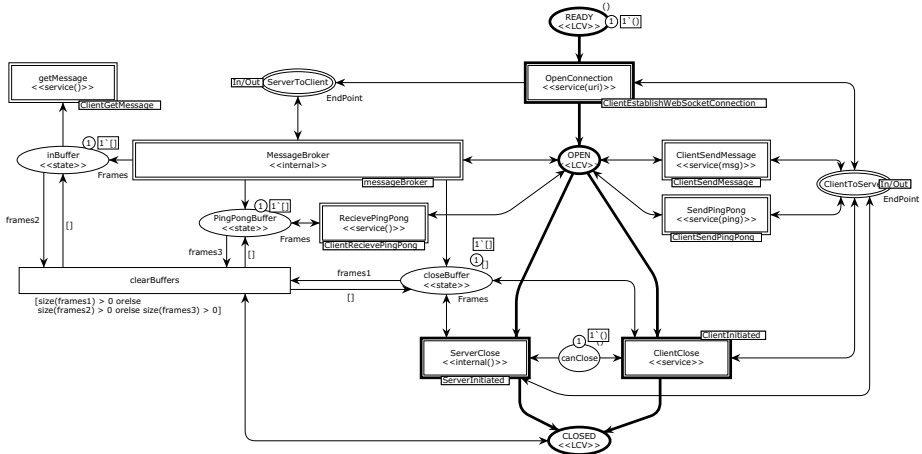 ()
READY
<<LCV>>
1
1`()
getMessage
<<service()>>
ClientGetMessage
In/Out
ServerToClient
EndPoint
OpenConnection
<<service(uri)>>
ClientEstablishWebSocketConnection
1
1`[]
inBuffer
<<state>>
Frames
MessageBroker
<<internal>>
messageBroker
OPEN
<<LCV>>
ClientSendMessage
<<service(msg)>>
ClientSendMessage
ClientToServe
In/Out
EndPoint
1
1`[]
PingPongBuffer
<<state>>
Frames
RecievePingPong
<<service()>>
ClientRecievePingPong
SendPingPong
<<service(ping)>>
ClientSendPingPong
frames2
[]
frames3
[]
1`[]
1
[]
closeBuffer
<<state>>
Frames
frames1
[]
clearBuffers
[size(frames1) > 0 orelse
size(frames2) > 0 orelse size(frames3) > 0]
1`()
1
()
canClose
ClientInitiated
ServerClose
<<internal()>>
ServerInitiated
ClientClose
<<service>>
CLOSED
<<LCV>>